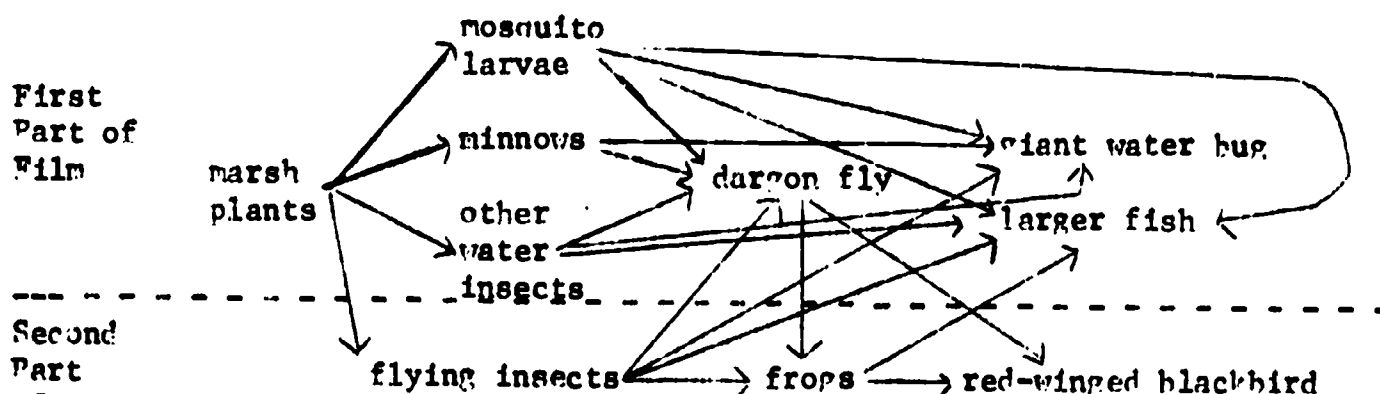 mosquito
larvae
First
Part of
Film
minnows
giant water bug
marsh
plants
dargon fly
other
water
insects
larger fish
Second
Part
flying insects
frogs
red-winged blackbird